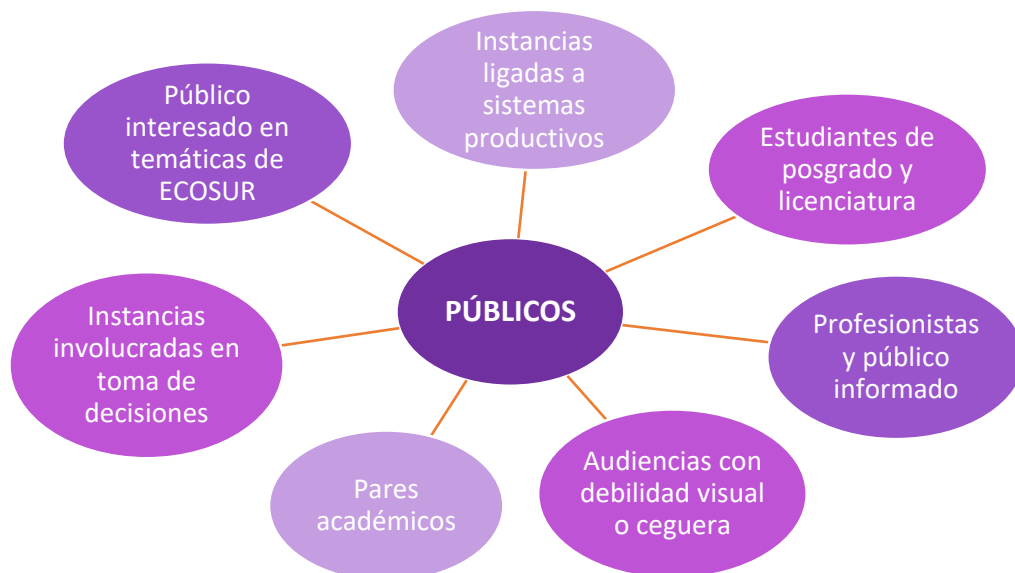 Instancias
ligadas a
sistemas
productivos
Público
interesado en
temáticas de
ECOSUR
Estudiantes de
posgrado y
licenciatura
PÚBLICOS
Instancias
involucradas en
toma de
decisiones
Profesionistas
y público
informado
Pares
académicos
Audiencias con
debilidad visual
o ceguera